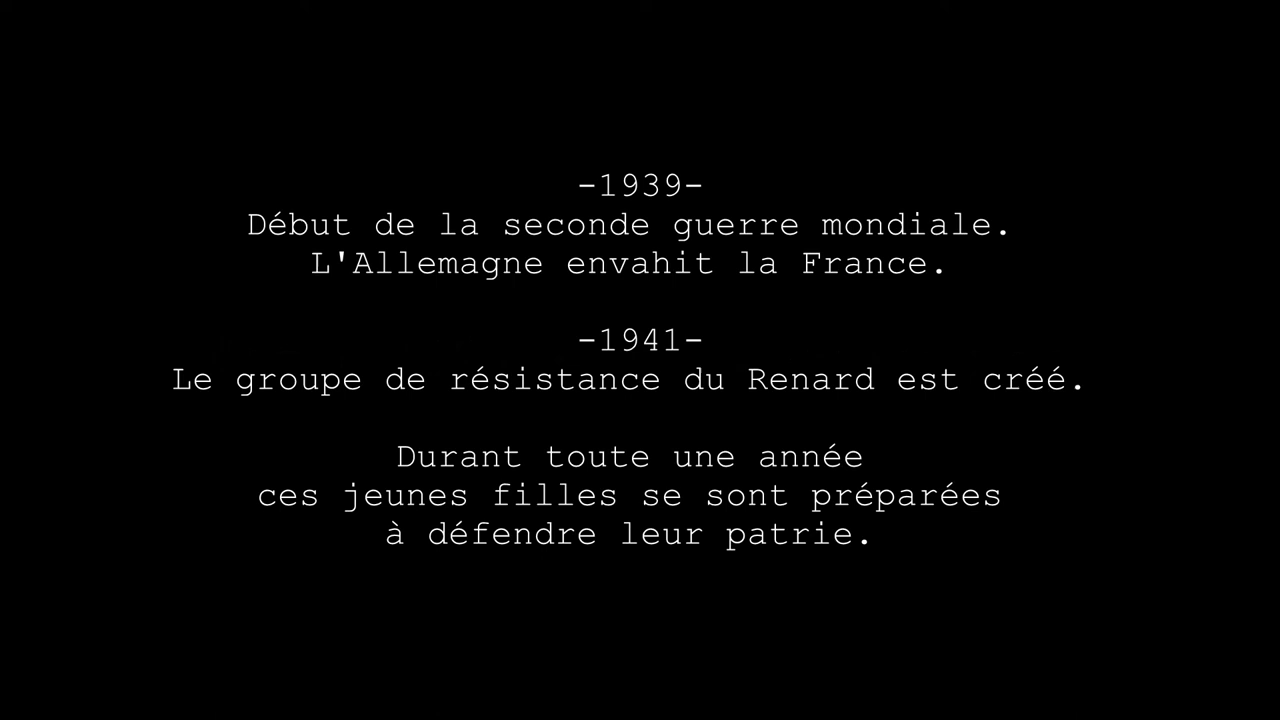 -1939-
Début de la seconde guerre mondiale.
L'Allemagne envahit la France.
-1941-
Le groupe de résistance du Renard est créé.
Durant toute une année
ces jeunes filles se sont préparées
à défendre leur patrie.